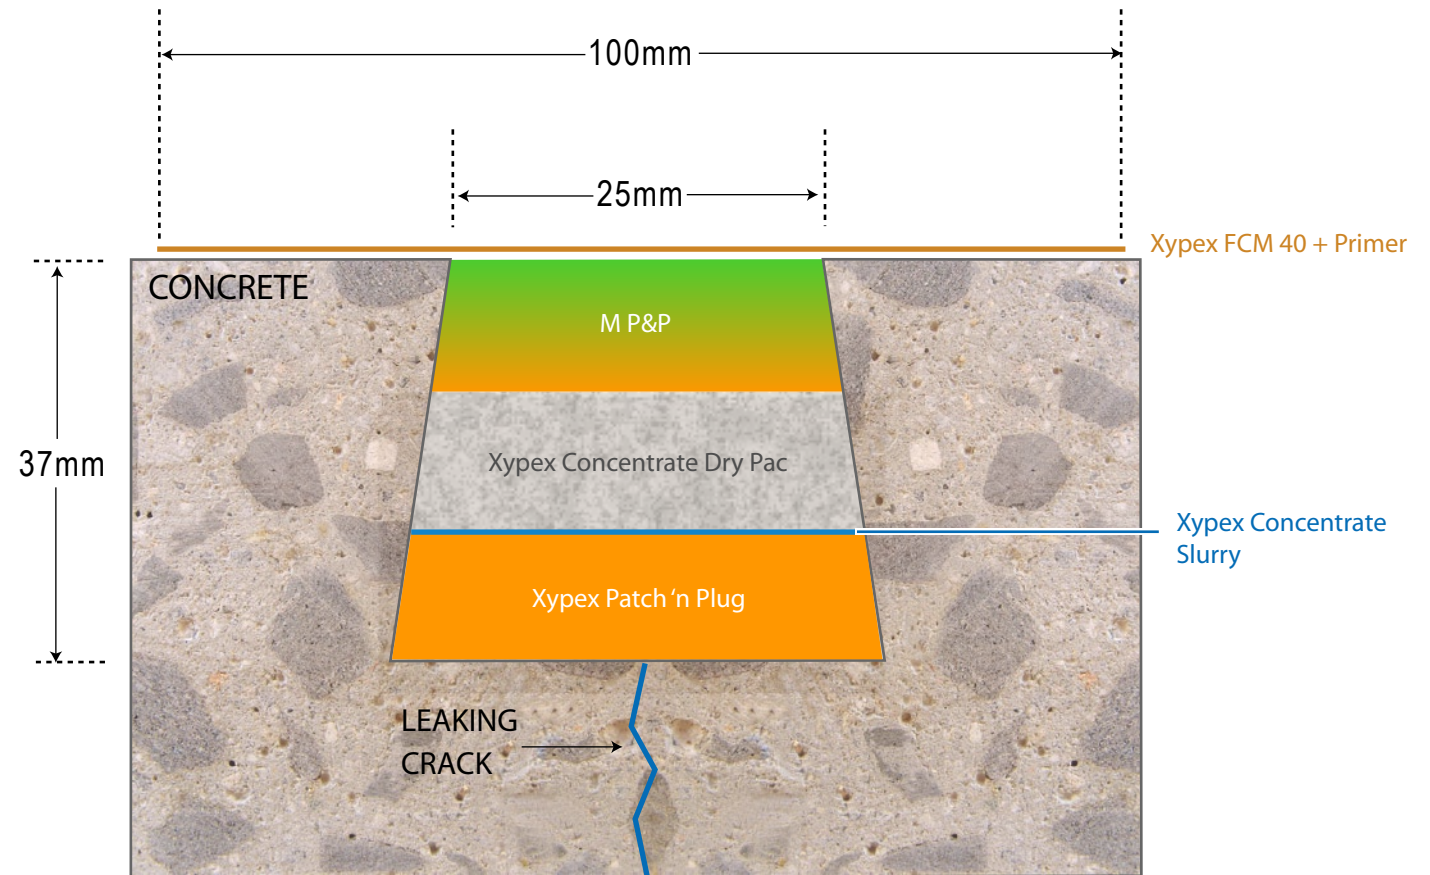 100mm
25mm
Xypex FCM 40 + Primer
CONCRETE
M P&P
37mm
Xypex Concentrate Dry Pac
Xypex Concentrate
Slurry
Xypex Patch ‘n Plug
LEAKING
CRACK